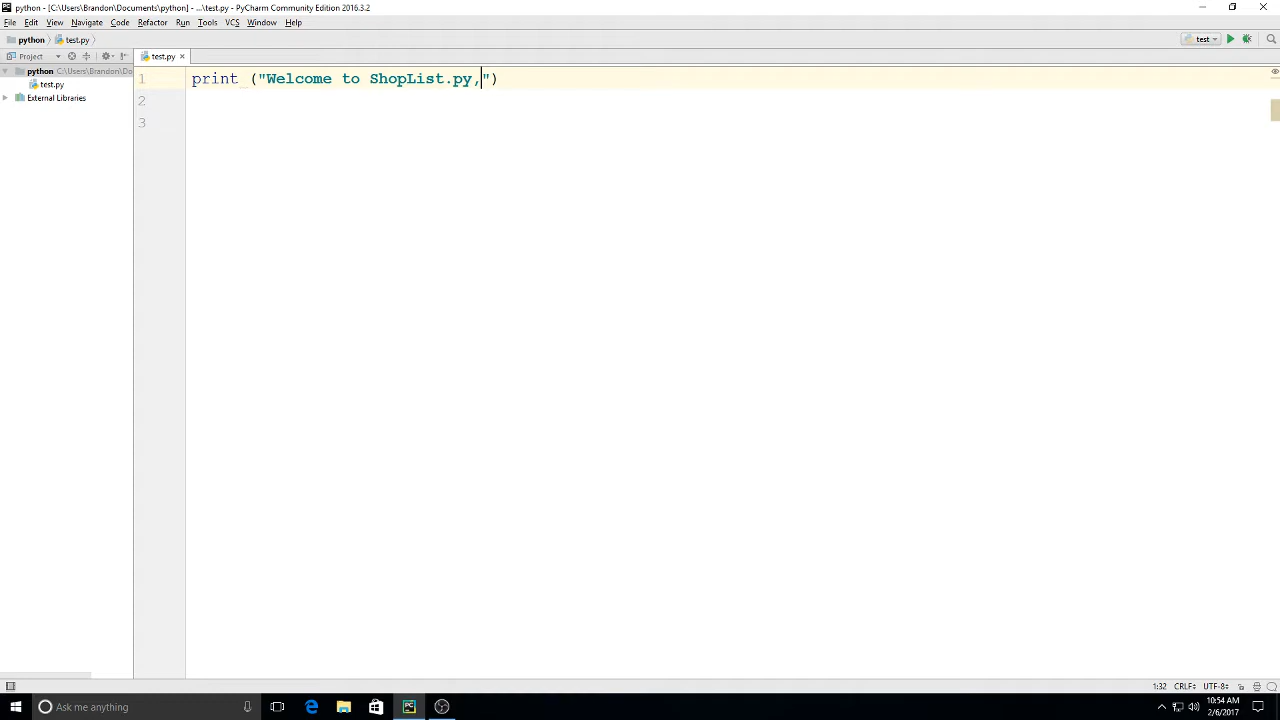 python - [C:\Users\Brandon\Documents\python] - ...\test.py - PyCharm Community Edition 2016.3.2
File Edit View Navigate Code Refactor Run Tools VCS Window Help
python test.py test
Project test.py
python C:\Users\Brandon\Do
test.py
External Libraries
1 print ("Welcome to ShopList.py,")
2
3
1:32 CRLF÷ UTF-8÷
Ask me anything
10:54 AM
2/6/2017